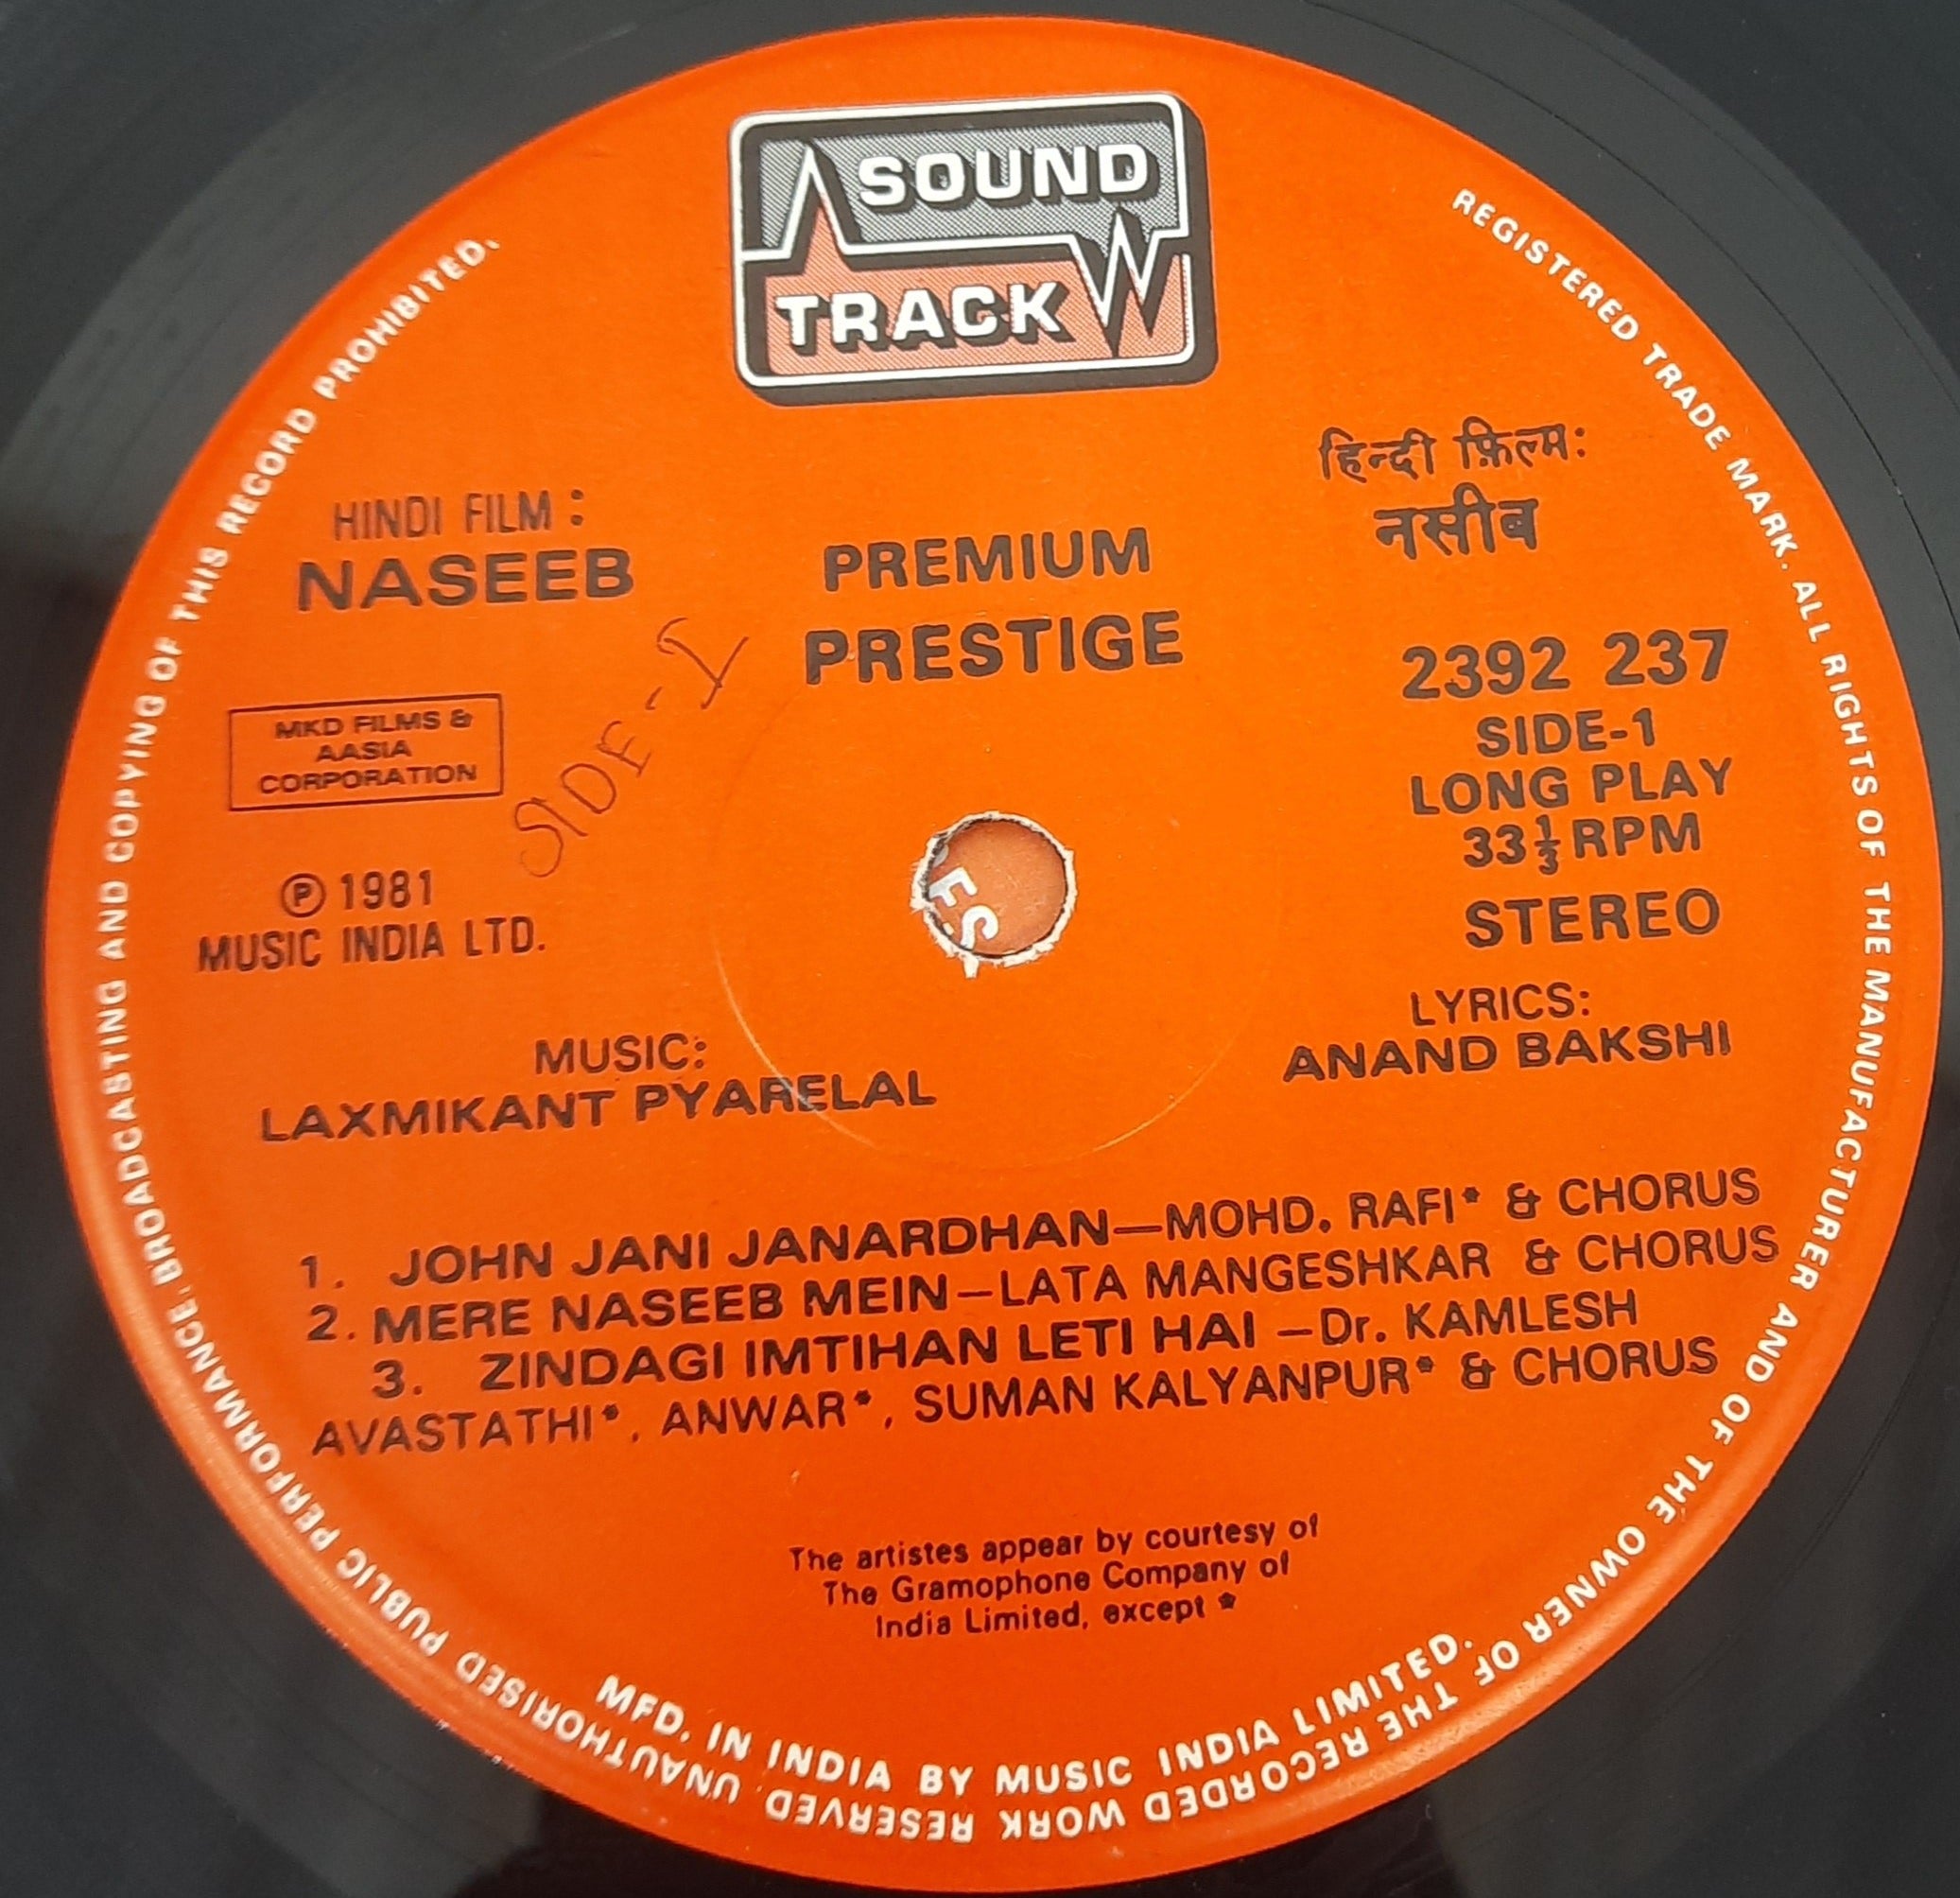 SOUND
TRACK
HINDI FILM :
NASEEB
PREMIUM
PRESTIGE
हिन्दी फ़िल्म:
नसीब
MKD FILMS &
AASIA
CORPORATION
SIDE-I
2392 237
SIDE-1
LONG PLAY
33⅓ RPM
STEREO
Ⓟ 1981
MUSIC INDIA LTD.
MUSIC:
LAXMIKANT PYARELAL
LYRICS:
ANAND BAKSHI
1. JOHN JANI JANARDHAN—MOHD. RAFI* & CHORUS
2. MERE NASEEB MEIN—LATA MANGESHKAR & CHORUS
3. ZINDAGI IMTIHAN LETI HAI —Dr. KAMLESH
AVASTATHI*, ANWAR*, SUMAN KALYANPUR* & CHORUS
The artistes appear by courtesy of
The Gramophone Company of
India Limited, except *
MFD. IN INDIA BY MUSIC INDIA LIMITED.
REGISTERED TRADE MARK. ALL RIGHTS OF THE MANUFACTURER AND OF THE OWNER OF THE RECORDED WORK RESERVED. UNAUTHORISED PUBLIC PERFORMANCE. BROADCASTING AND COPYING OF THIS RECORD PROHIBITED.